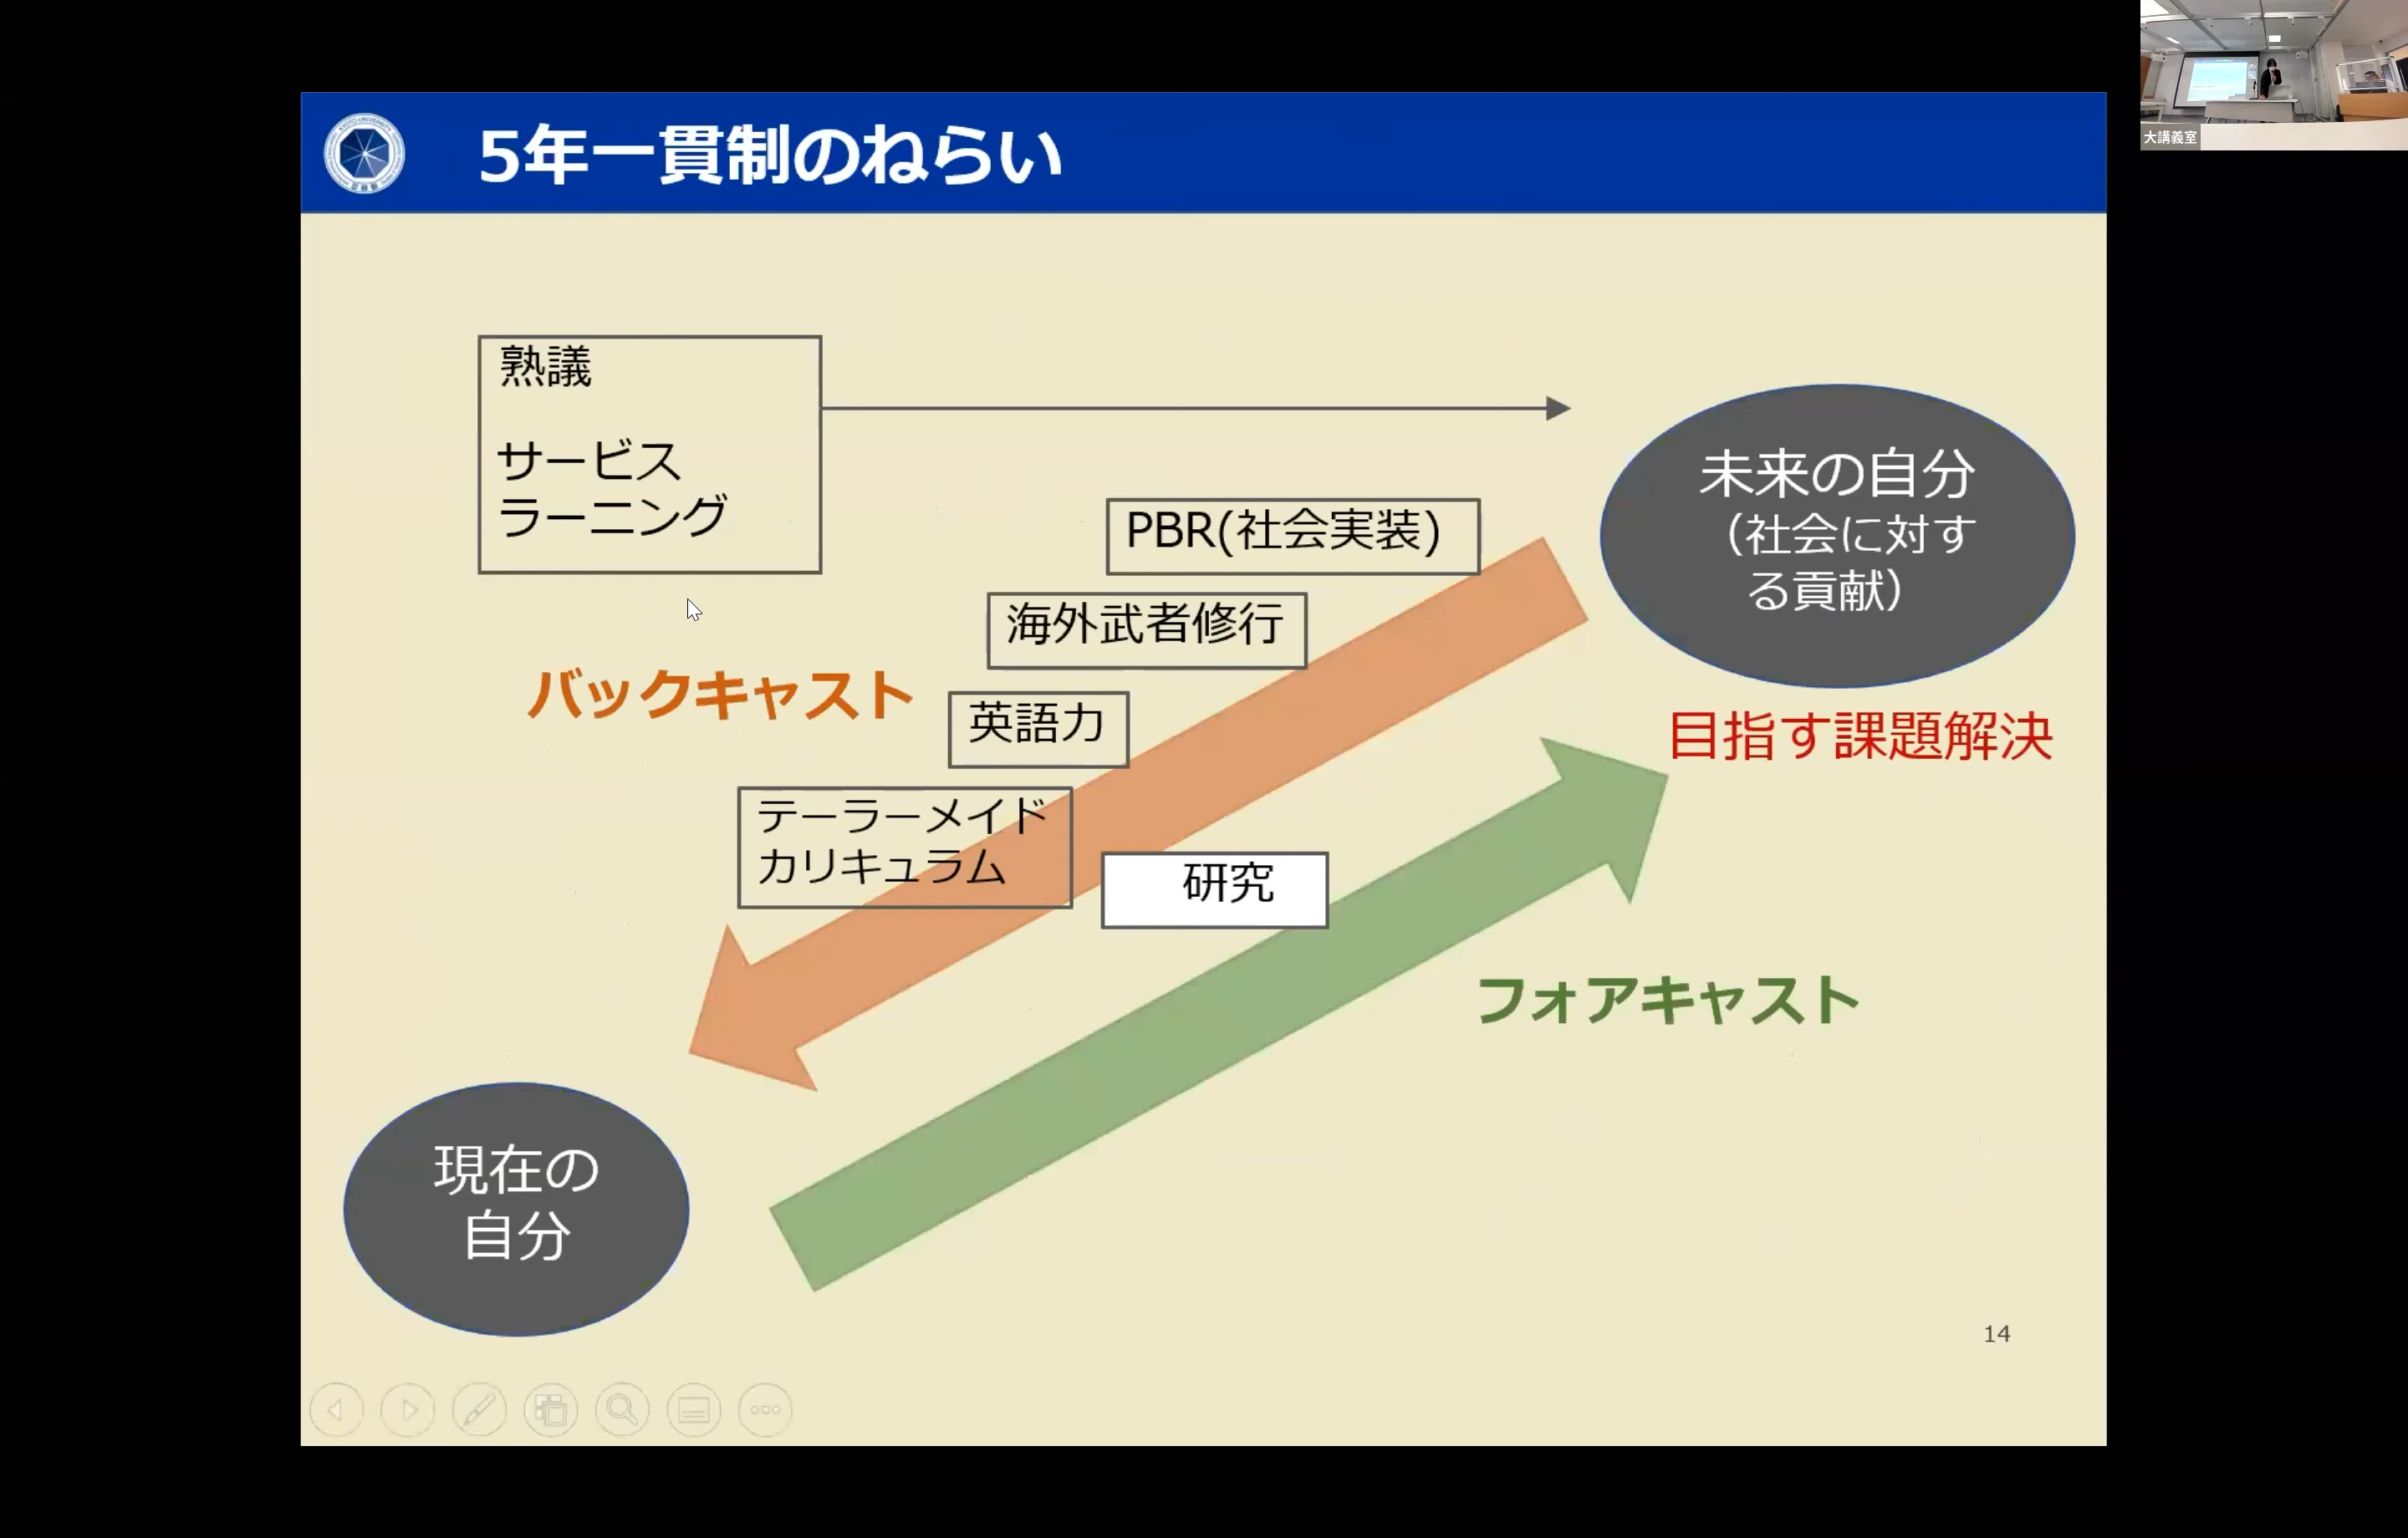 5年一貫制のねらい
大講義室
熟議
サービス
ラーニング
PBR(社会実装)
未来の自分
（社会に対す
る貢献）
海外武者修行
バックキャスト
英語力
目指す課題解決
テーラーメイド
カリキュラム
研究
フォアキャスト
現在の
自分
14